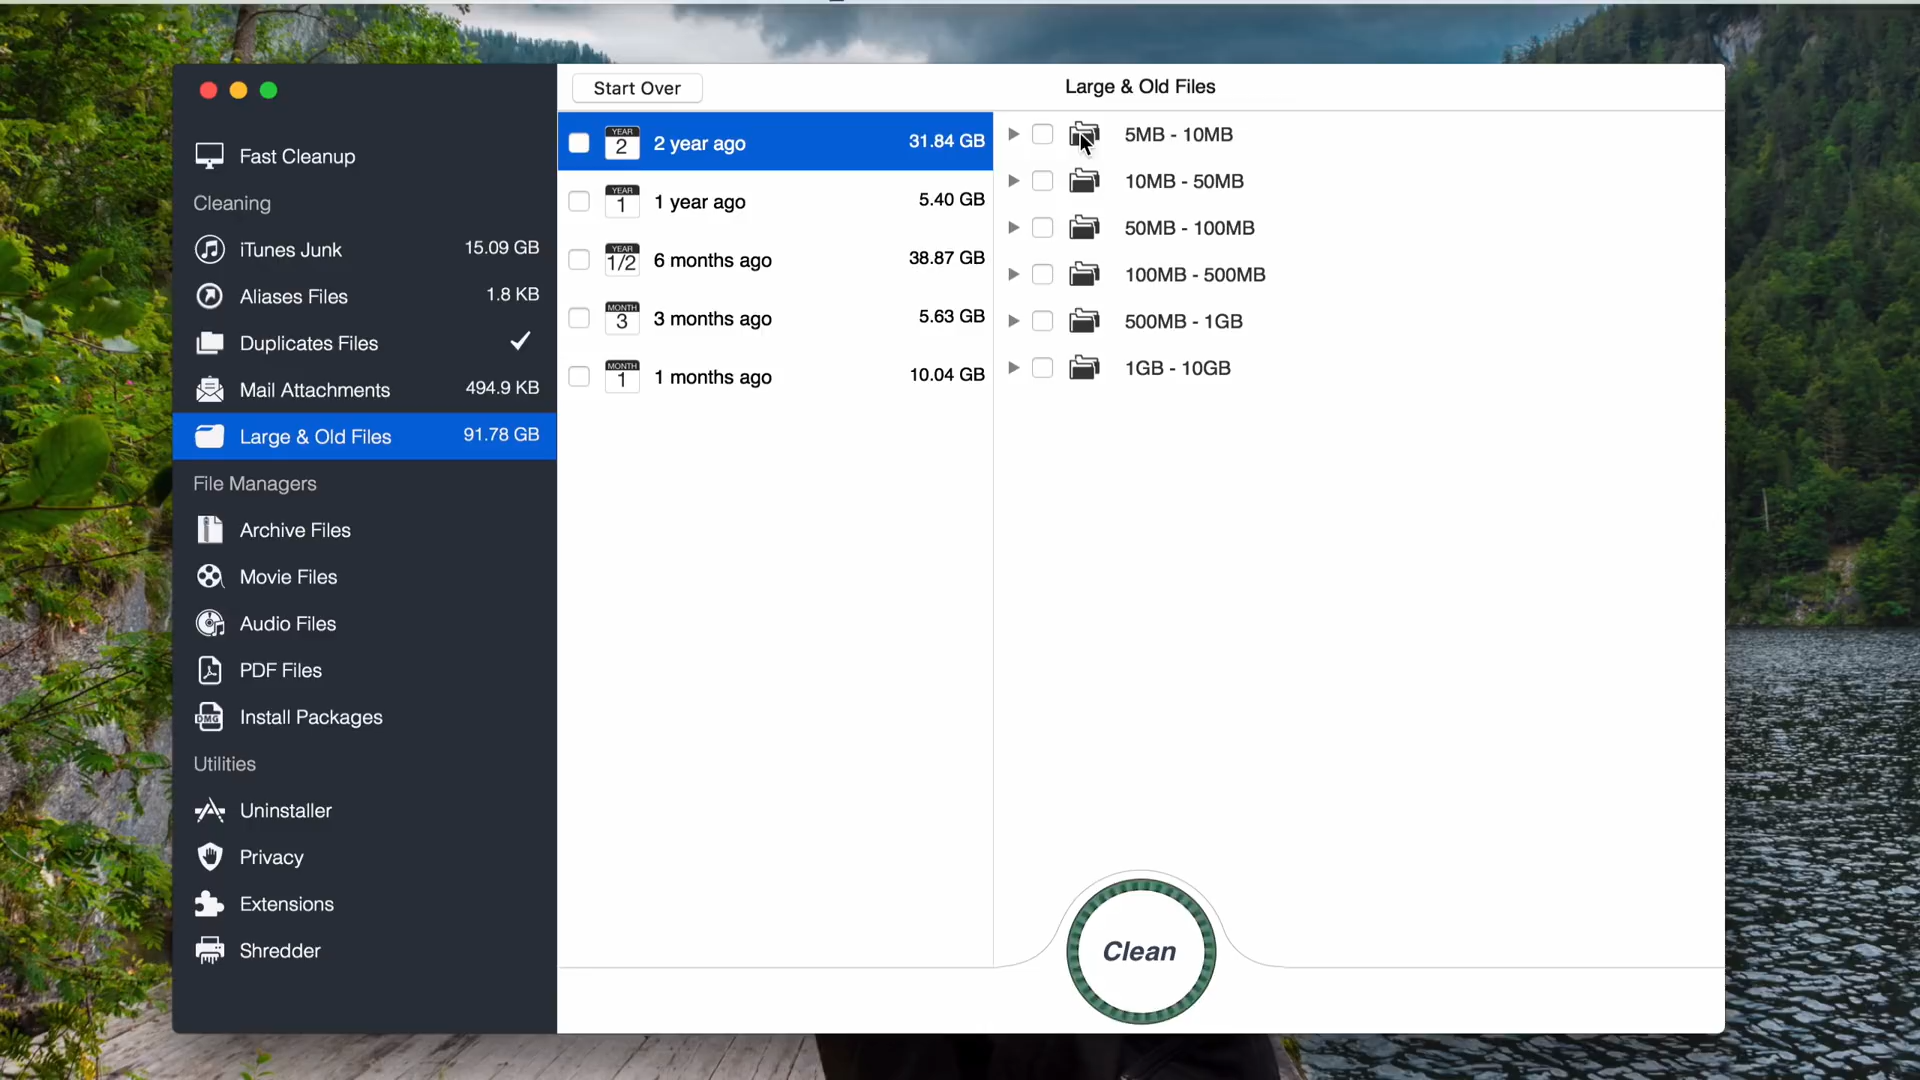 Start Over
Large & Old Files
Fast Cleanup
Cleaning
iTunes Junk 15.09 GB
Aliases Files 1.8 KB
Duplicates Files
Mail Attachments 494.9 KB
Large & Old Files 91.78 GB
File Managers
Archive Files
Movie Files
Audio Files
PDF Files
DMG
Install Packages
Utilities
Uninstaller
Privacy
Extensions
Shredder
YEAR
2
2 year ago 31.84 GB
YEAR
1
1 year ago 5.40 GB
YEAR
1/2
6 months ago 38.87 GB
MONTH
3
3 months ago 5.63 GB
MONTH
1
1 months ago 10.04 GB
5MB - 10MB
10MB - 50MB
50MB - 100MB
100MB - 500MB
500MB - 1GB
1GB - 10GB
Clean